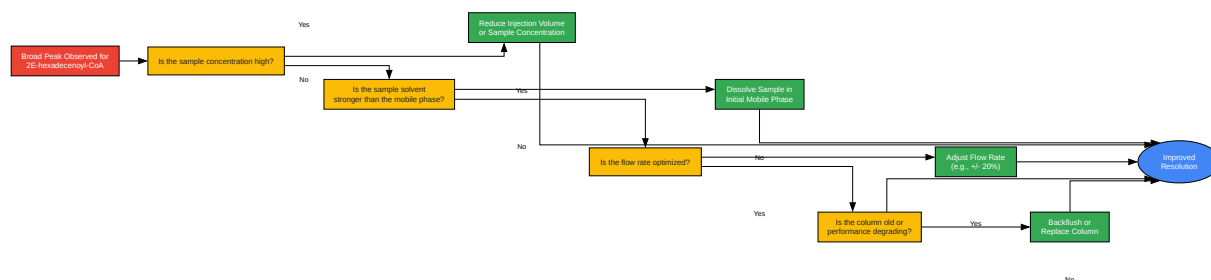 Broad Peak Observed for
2E-hexadecenoyl-CoA
Is the sample concentration high?
Yes
No
Reduce Injection Volume
or Sample Concentration
Is the sample solvent
stronger than the mobile phase?
Yes
No
Dissolve Sample in
Initial Mobile Phase
Is the flow rate optimized?
No
Yes
Adjust Flow Rate
(e.g., +/- 20%)
Is the column old or
performance degrading?
Yes
No
Backflush or
Replace Column
Improved
Resolution